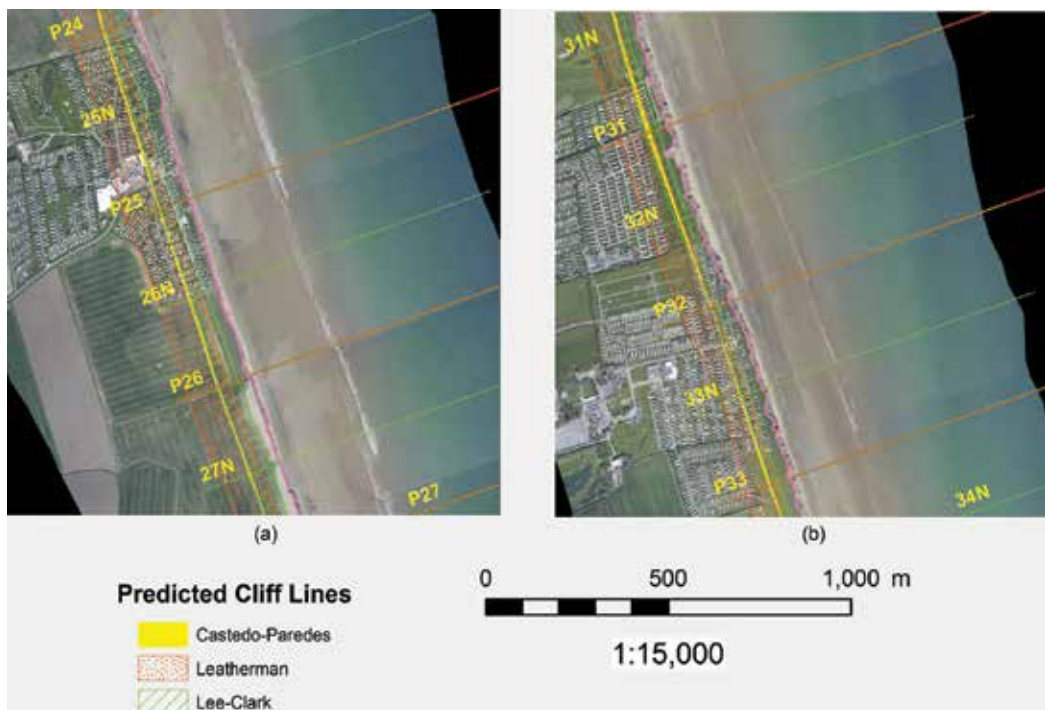 P24
25N
P25
26N
P26
27N
P27
(a)
31N
P31
32N
P32
33N
P33
34N
(b)
Predicted Cliff Lines
Castedo-Paredes
Leatherman
Lee-Clark
0 500 1,000 m
1:15,000